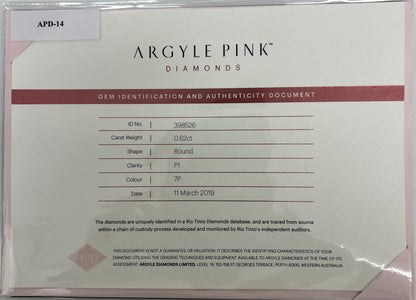 APD-14
ARGYLE PINK™
DIAMONDS
GEM IDENTIFICATION AND AUTHENTICITY DOCUMENT
ID No. 398526
Carat Weight 0.62ct
Shape Round
Clarity P1
Colour 7P
Date 11 March 2019
The diamonds are uniquely identified in a Rio Tinto Diamonds database, and are traced from source
within a chain of custody process developed and monitored by Rio Tinto's independent auditors.
APD
THIS DOCUMENT IS NOT A GUARANTEE OR VALUATION. IT DESCRIBES THE IDENTIFYING CHARACTERISTICS OF YOUR
DIAMOND UTILISING THE GRADING TECHNIQUES AND EQUIPMENT AVAILABLE TO ARGYLE DIAMONDS AT THE TIME OF ITS
ASSESSMENT. ARGYLE DIAMONDS LIMITED. LEVEL 18, 152-158 ST GEORGES TERRACE, PERTH 6000, WESTERN AUSTRALIA.